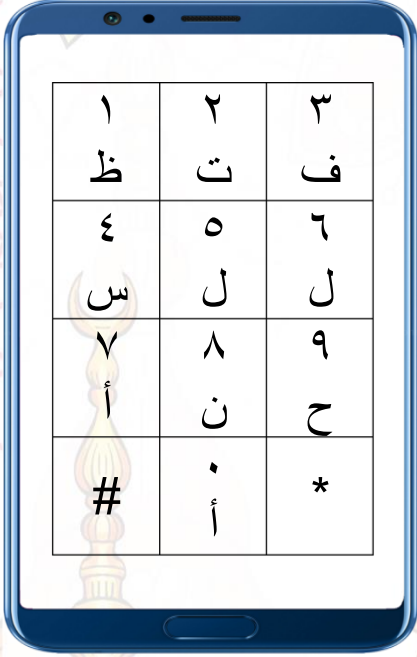 ١ ٢ ٣
ظ ت ف
٤ ٥ ٦
س ل ل
٧ ٨ ٩
أ ن ح
# ٠ *
أ